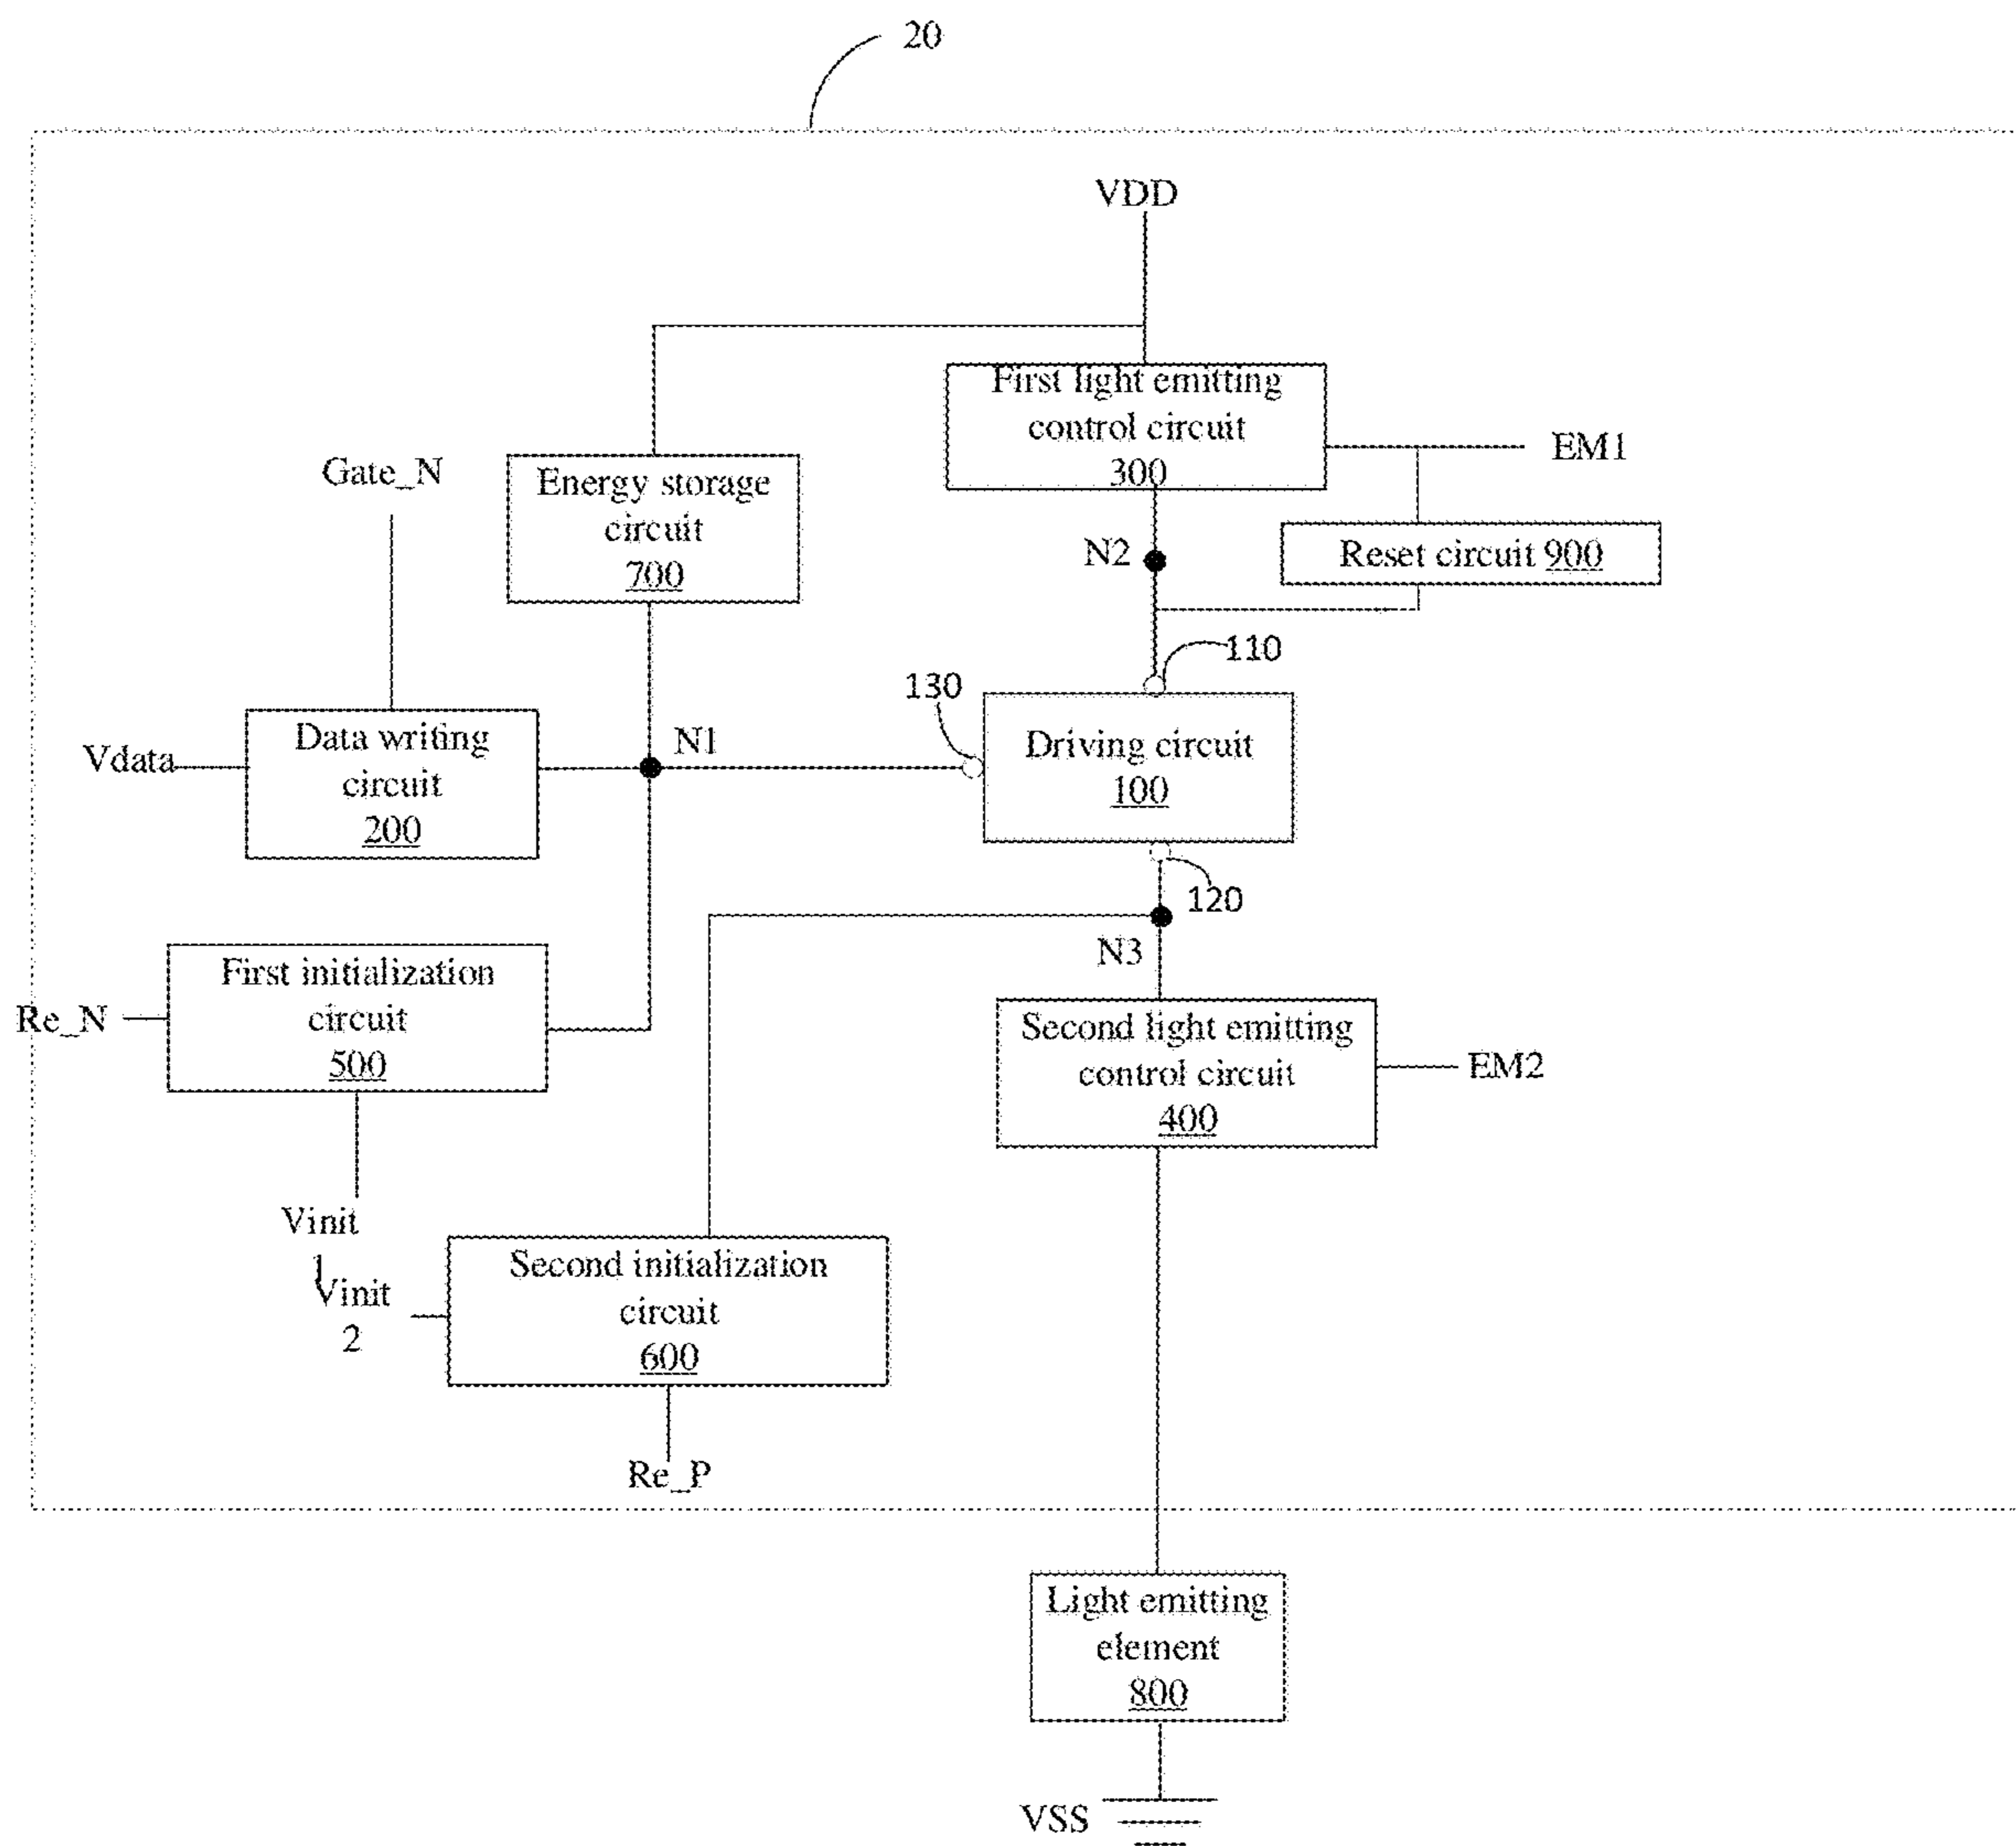 20
VDD
First light emitting
control circuit
300
EM1
Gate_N
Energy storage
circuit
700
N2
Reset circuit 900
110
130
Vdata
Data writing
circuit
200
N1
Driving circuit
100
120
N3
First initialization
circuit
500
Re_N
Second light emitting
control circuit
400
EM2
Vinit
1
Vinit
2
Second initialization
circuit
600
Re_P
Light emitting
element
800
VSS